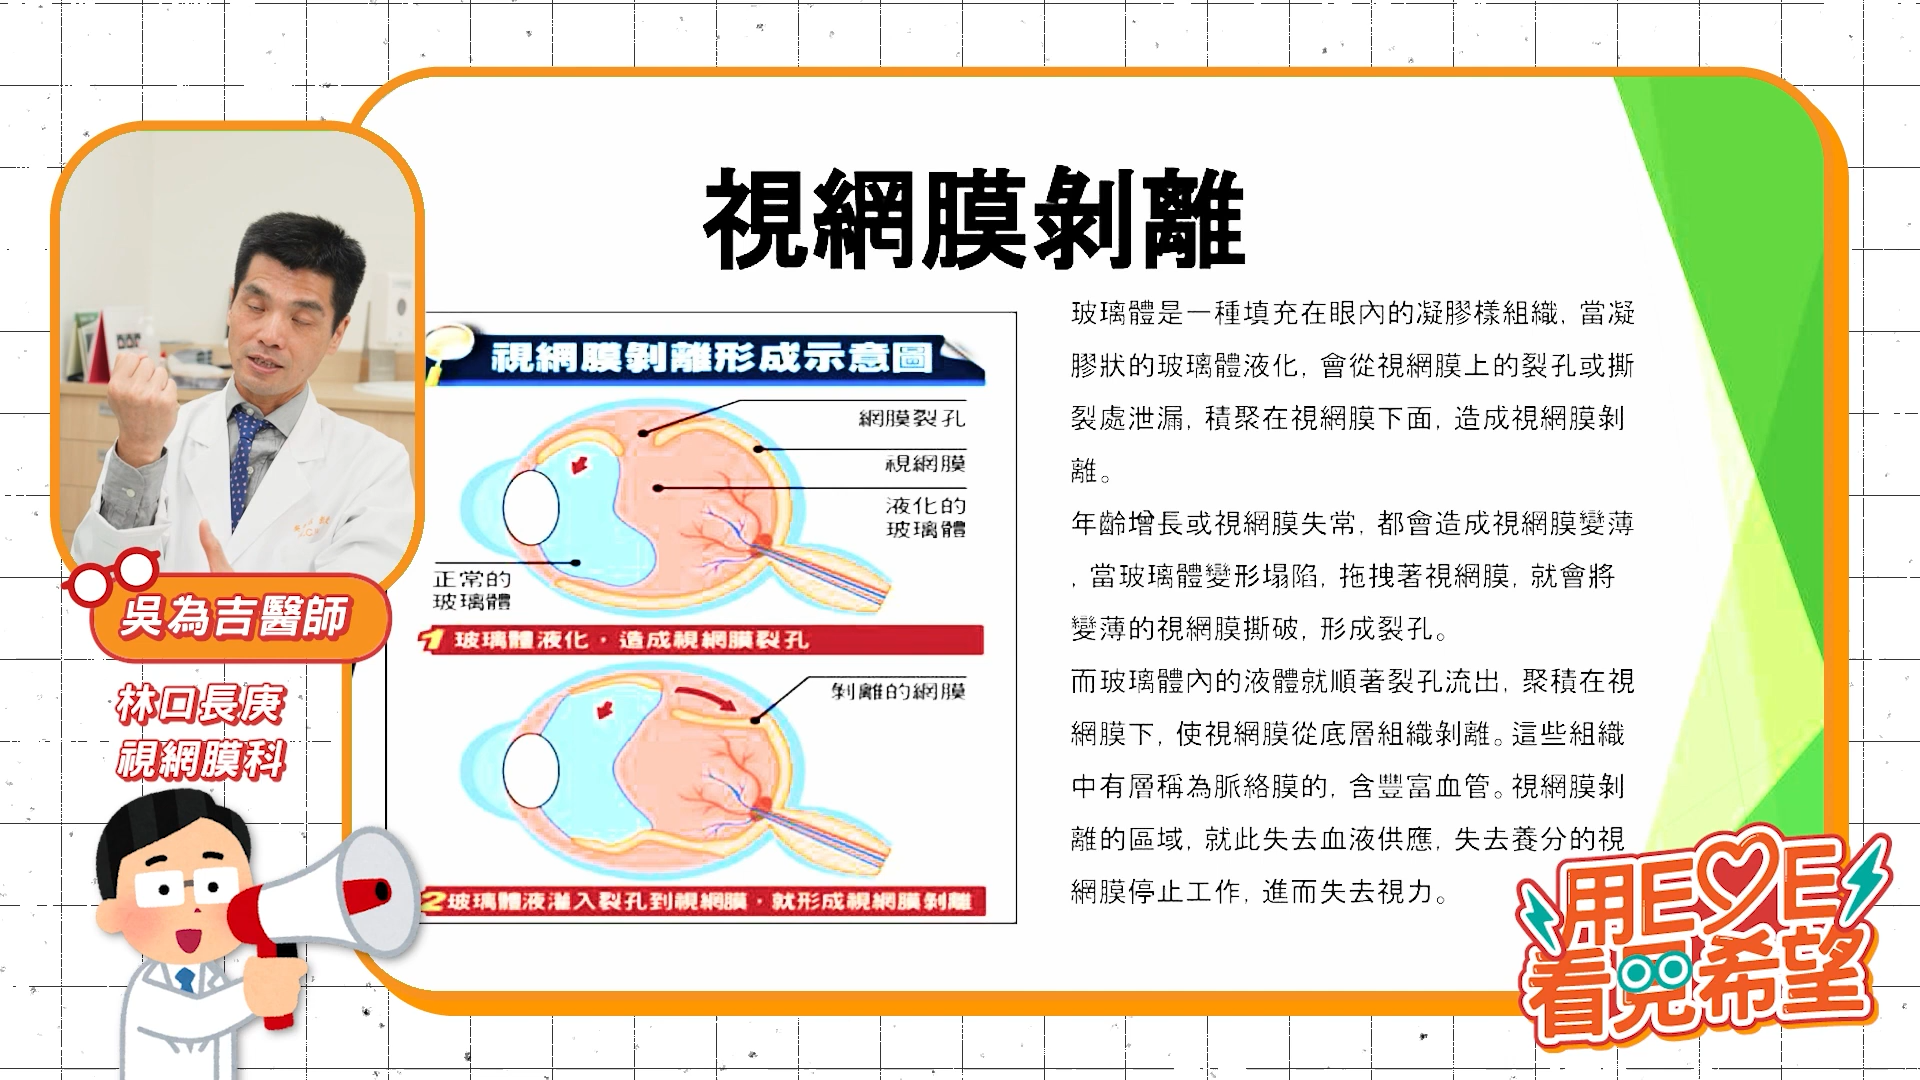 視網膜剝離
視網膜剝離形成示意圖
網膜裂孔
視網膜
液化的
玻璃體
正常的
玻璃體
1 玻璃體液化，造成視網膜裂孔
剝離的網膜
2 玻璃體液灌入裂孔到視網膜，就形成視網膜剝離
玻璃體是一種填充在眼內的凝膠樣組織, 當凝
膠狀的玻璃體液化, 會從視網膜上的裂孔或撕
裂處泄漏, 積聚在視網膜下面, 造成視網膜剝
離。
年齡增長或視網膜失常, 都會造成視網膜變薄
, 當玻璃體變形塌陷, 拖拽著視網膜, 就會將
變薄的視網膜撕破, 形成裂孔。
而玻璃體內的液體就順著裂孔流出, 聚積在視
網膜下, 使視網膜從底層組織剝離。這些組織
中有層稱為脈絡膜的, 含豐富血管。視網膜剝
離的區域, 就此失去血液供應, 失去養分的視
網膜停止工作, 進而失去視力。
吳為吉醫師
林口長庚
視網膜科
用EYE
看見希望